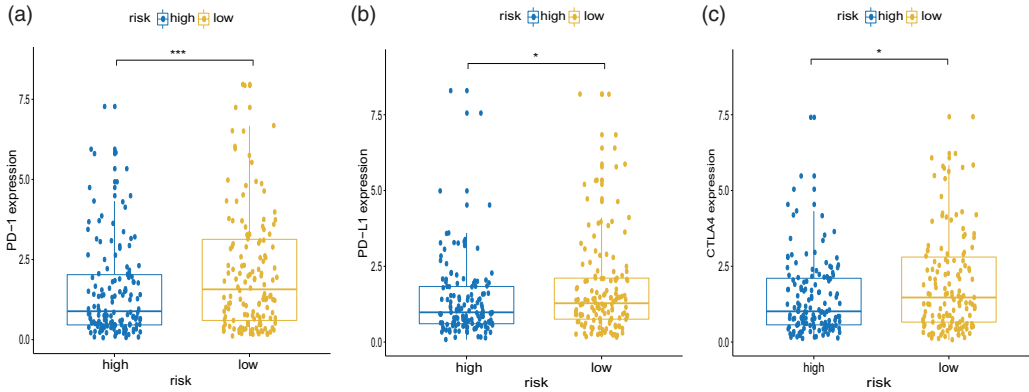 (a)
risk high low
***
PD-1 expression
7.5
5.0
2.5
0.0
high low
risk
(b)
risk high low
*
PD-L1 expression
7.5
5.0
2.5
0.0
high low
risk
(c)
risk high low
*
CTLA4 expression
7.5
5.0
2.5
0.0
high low
risk